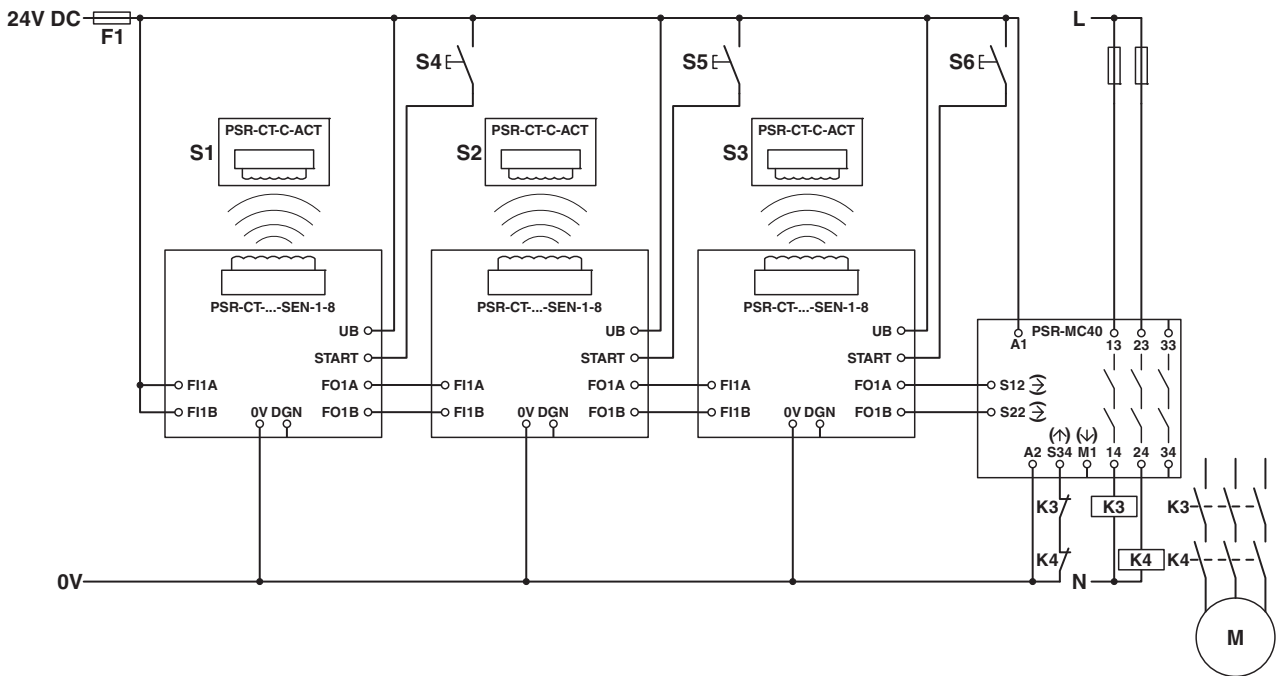 24V DC
F1
L
S4
S5
S6
S1
PSR-CT-C-ACT
S2
PSR-CT-C-ACT
S3
PSR-CT-C-ACT
PSR-CT-...-SEN-1-8
UB
START
FI1A
FO1A
FI1B
0V DGN
FO1B
PSR-CT-...-SEN-1-8
UB
START
FI1A
FO1A
FI1B
0V DGN
FO1B
PSR-CT-...-SEN-1-8
UB
START
FI1A
FO1A
FI1B
0V DGN
FO1B
PSR-MC40
A1 13 23 33
S12
S22
A2 S34 M1 14 24 34
K3
K3
K3
K4
K4
K4
0V
N
M